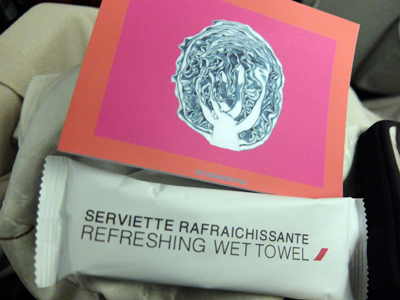 SERVIETTE RAFRAICHISSANTE
REFRESHING WET TOWEL